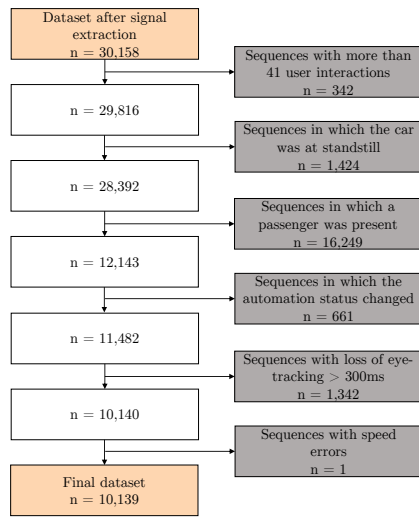 Dataset after signal
extraction
n = 30,158
Sequences with more than
41 user interactions
n = 342
n = 29,816
Sequences in which the car
was at standstill
n = 1,424
n = 28,392
Sequences in which a
passenger was present
n = 16,249
n = 12,143
Sequences in which the
automation status changed
n = 661
n = 11,482
Sequences with loss of eye-
tracking > 300ms
n = 1,342
n = 10,140
Sequences with speed
errors
n = 1
Final dataset
n = 10,139